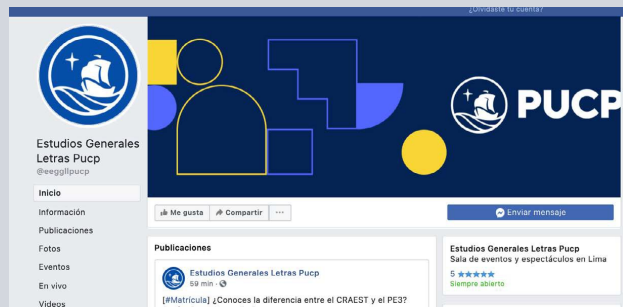 ¿Olvidaste tu cuenta?
PUCP
Estudios Generales
Letras Pucp
@eeggllpucp
Inicio
Información
Publicaciones
Fotos
Eventos
En vivo
Videos
Me gusta
Compartir
...
Enviar mensaje
Publicaciones
Estudios Generales Letras Pucp
59 min ·
[#Matrícula] ¿Conoces la diferencia entre el CRAEST y el PE3?
Estudios Generales Letras Pucp
Sala de eventos y espectáculos en Lima
5 ★★★★★
Siempre abierto